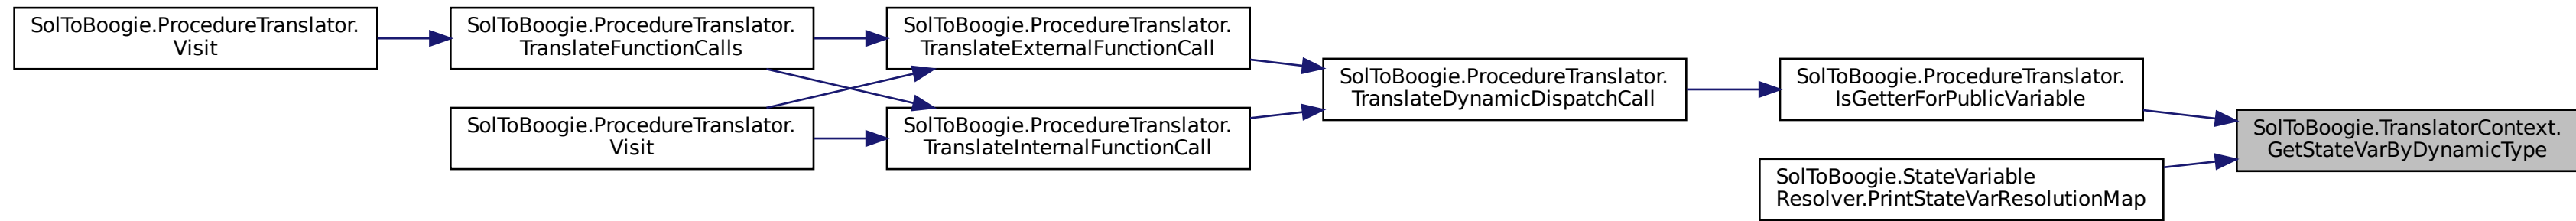 SolToBoogie.ProcedureTranslator.
Visit
SolToBoogie.ProcedureTranslator.
TranslateFunctionCalls
SolToBoogie.ProcedureTranslator.
TranslateExternalFunctionCall
SolToBoogie.ProcedureTranslator.
Visit
SolToBoogie.ProcedureTranslator.
TranslateInternalFunctionCall
SolToBoogie.ProcedureTranslator.
TranslateDynamicDispatchCall
SolToBoogie.ProcedureTranslator.
IsGetterForPublicVariable
SolToBoogie.StateVariable
Resolver.PrintStateVarResolutionMap
SolToBoogie.TranslatorContext.
GetStateVarByDynamicType